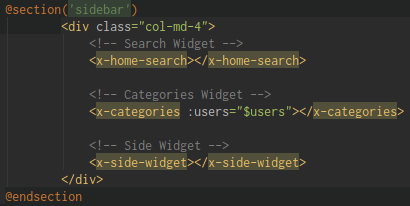 @section('sidebar')
<div class="col-md-4">
<!-- Search Widget -->
<x-home-search></x-home-search>
<!-- Categories Widget -->
<x-categories :users="$users"></x-categories>
<!-- Side Widget -->
<x-side-widget></x-side-widget>
</div>
@endsection